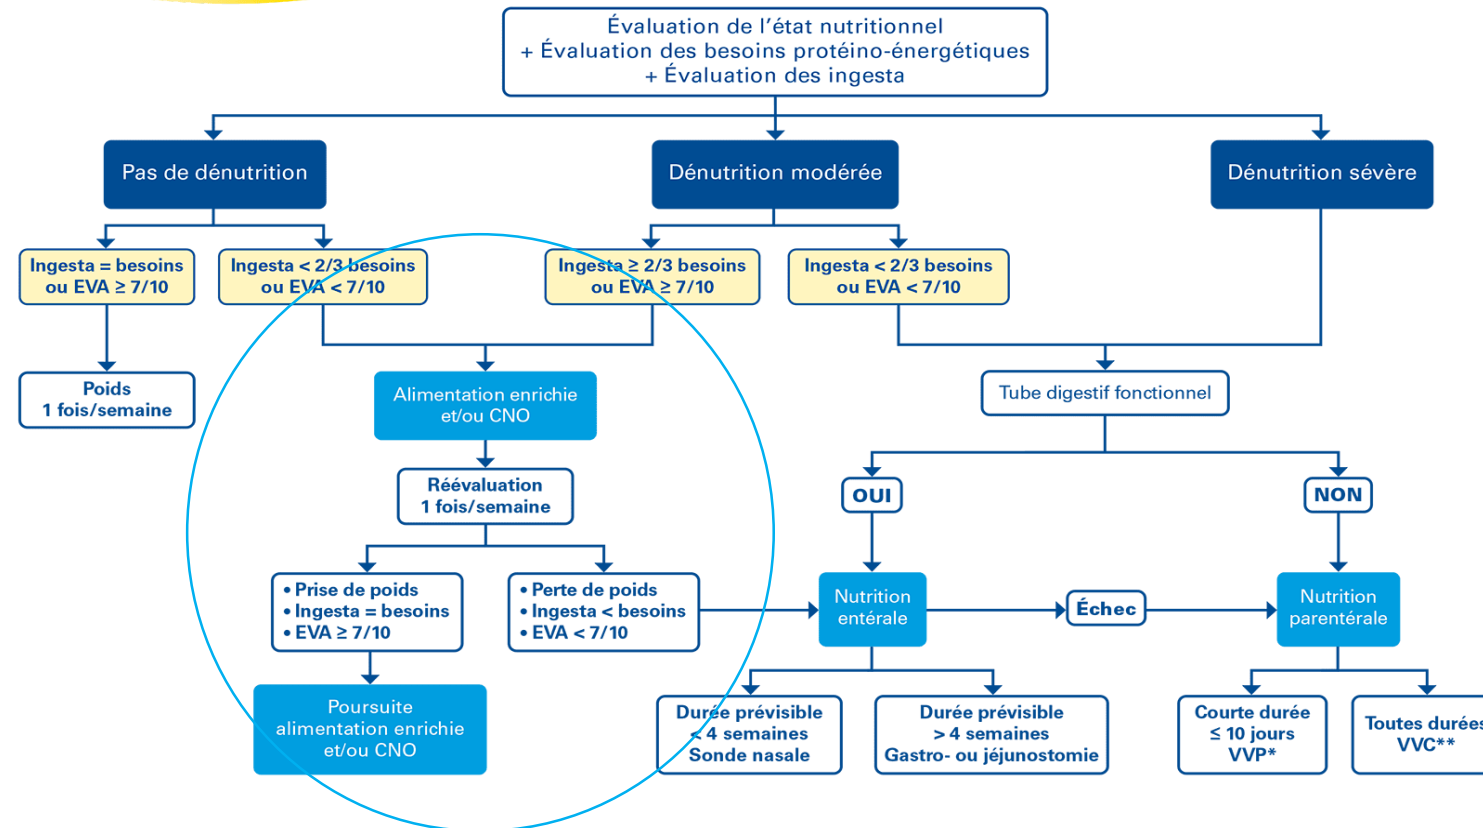 Évaluation de l'état nutritionnel
+ Évaluation des besoins protéino-énergétiques
+ Évaluation des ingesta
Pas de dénutrition
Dénutrition modérée
Dénutrition sévère
Ingesta = besoins
ou EVA ≥ 7/10
Ingesta < 2/3 besoins
ou EVA < 7/10
Ingesta ≥ 2/3 besoins
ou EVA ≥ 7/10
Ingesta < 2/3 besoins
ou EVA < 7/10
Poids
1 fois/semaine
Alimentation enrichie
et/ou CNO
Tube digestif fonctionnel
Réévaluation
1 fois/semaine
OUI
NON
• Prise de poids
• Ingesta = besoins
• EVA ≥ 7/10
• Perte de poids
• Ingesta < besoins
• EVA < 7/10
Nutrition
entérale
Échec
Nutrition
parentérale
Poursuite
alimentation enrichie
et/ou CNO
Durée prévisible
< 4 semaines
Sonde nasale
Durée prévisible
> 4 semaines
Gastro- ou jéjunostomie
Courte durée
≤ 10 jours
VVP*
Toutes durées
VVC**